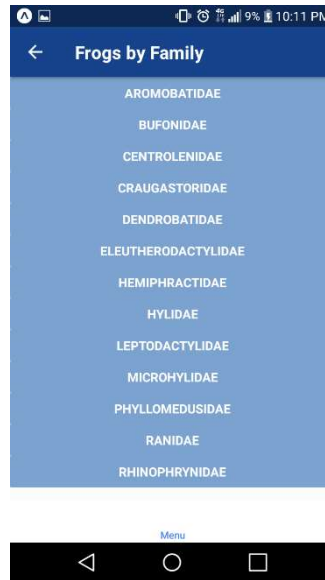 9% 10:11 PM
Frogs by Family
AROMOBATIDAE
BUFONIDAE
CENTROLENIDAE
CRAUGASTORIDAE
DENDROBATIDAE
ELEUTHERODACTYLIDAE
HEMIPHRACTIDAE
HYLIDAE
LEPTODACTYLIDAE
MICROHYLIDAE
PHYLLOMEDUSIDAE
RANIDAE
RHINOPHRYNIDAE
Menu